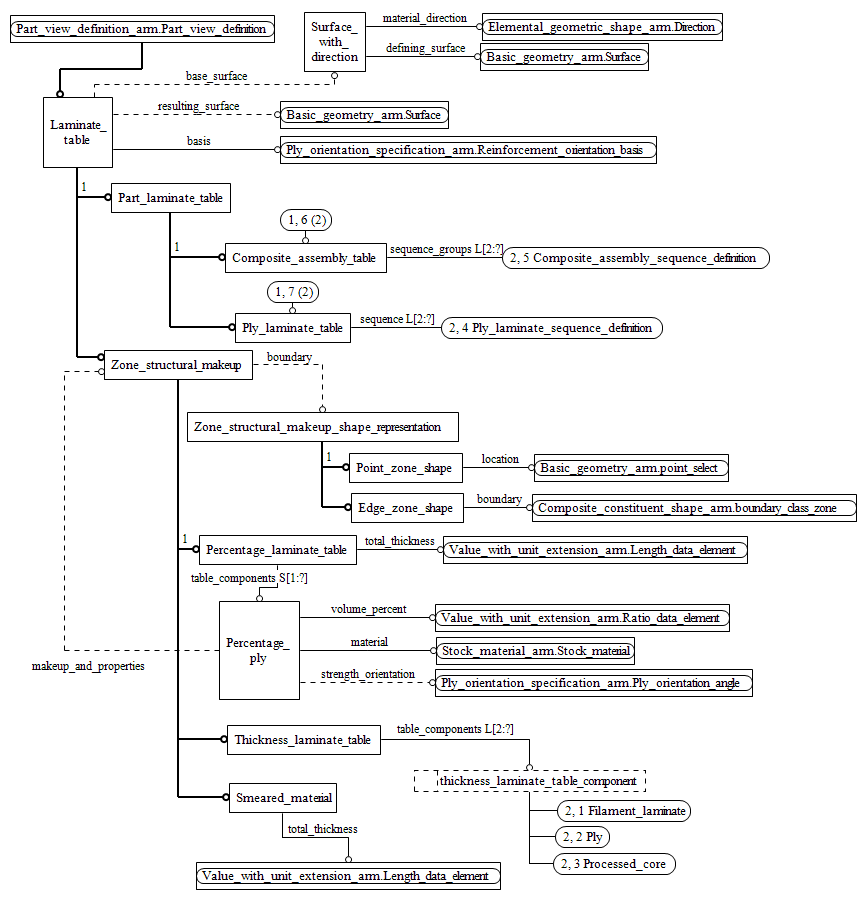 Part_view_definition_arm.Part_view_definition
Surface_
with_
direction
material_direction
Elemental_geometric_shape_arm.Direction
defining_surface
Basic_geometry_arm.Surface
base_surface
Laminate_
table
resulting_surface
Basic_geometry_arm.Surface
basis
Ply_orientation_specification_arm.Reinforcement_orientation_basis
1
Part_laminate_table
1, 6 (2)
1
Composite_assembly_table
sequence_groups L[2:?]
2, 5 Composite_assembly_sequence_definition
1, 7 (2)
Ply_laminate_table
sequence L[2:?]
2, 4 Ply_laminate_sequence_definition
Zone_structural_makeup
boundary
Zone_structural_makeup_shape_representation
1
Point_zone_shape
location
Basic_geometry_arm.point_select
Edge_zone_shape
boundary
Composite_constituent_shape_arm.boundary_class_zone
1
Percentage_laminate_table
total_thickness
Value_with_unit_extension_arm.Length_data_element
table_components S[1:?]
Percentage_
ply
volume_percent
Value_with_unit_extension_arm.Ratio_data_element
material
Stock_material_arm.Stock_material
strength_orientation
Ply_orientation_specification_arm.Ply_orientation_angle
makeup_and_properties
Thickness_laminate_table
table_components L[2:?]
thickness_laminate_table_component
Smeared_material
2, 1 Filament_laminate
total_thickness
2, 2 Ply
2, 3 Processed_core
Value_with_unit_extension_arm.Length_data_element